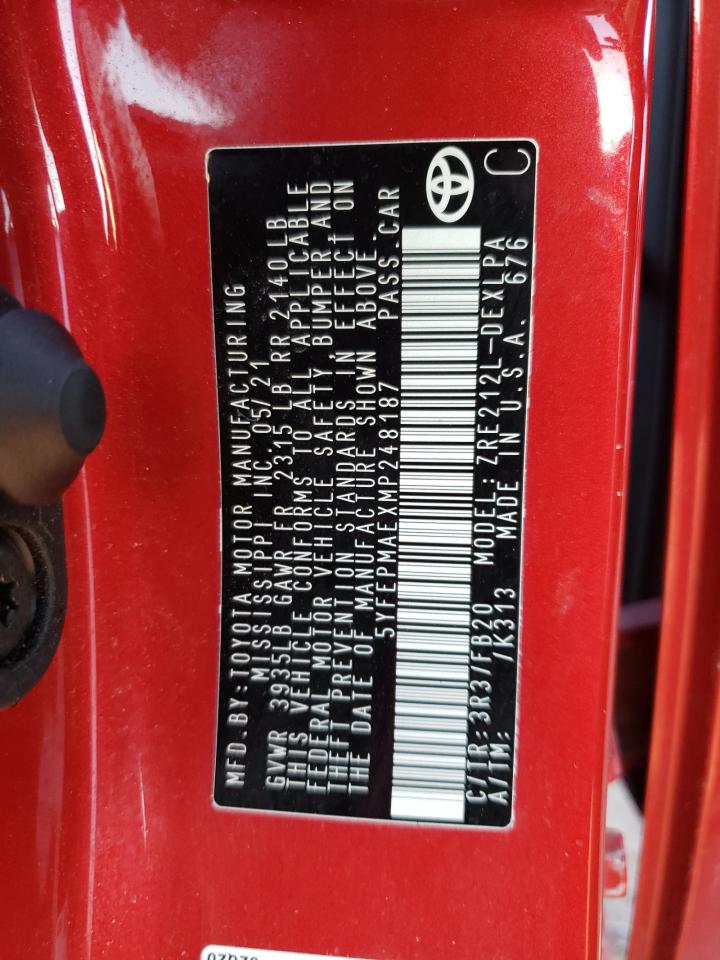 MFD.BY:TOYOTA MOTOR MANUFACTURING
MISSISSIPPI INC.05/21
GVWR 3935LB GAWR FR 2315 LB RR 2140LB
THIS VEHICLE CONFORMS TO ALL APPLICABLE
FEDERAL MOTOR VEHICLE SAFETY, BUMPER AND
THEFT PREVENTION STANDARDS IN EFFECT ON
THE DATE OF MANUFACTURE SHOWN ABOVE.
5YFEPMAEXMP248187 PASS.CAR
C/TR:3R3/FB20 MODEL:ZRE212L-DEXLPA
A/TM: /K313 MADE IN U.S.A. 676
C